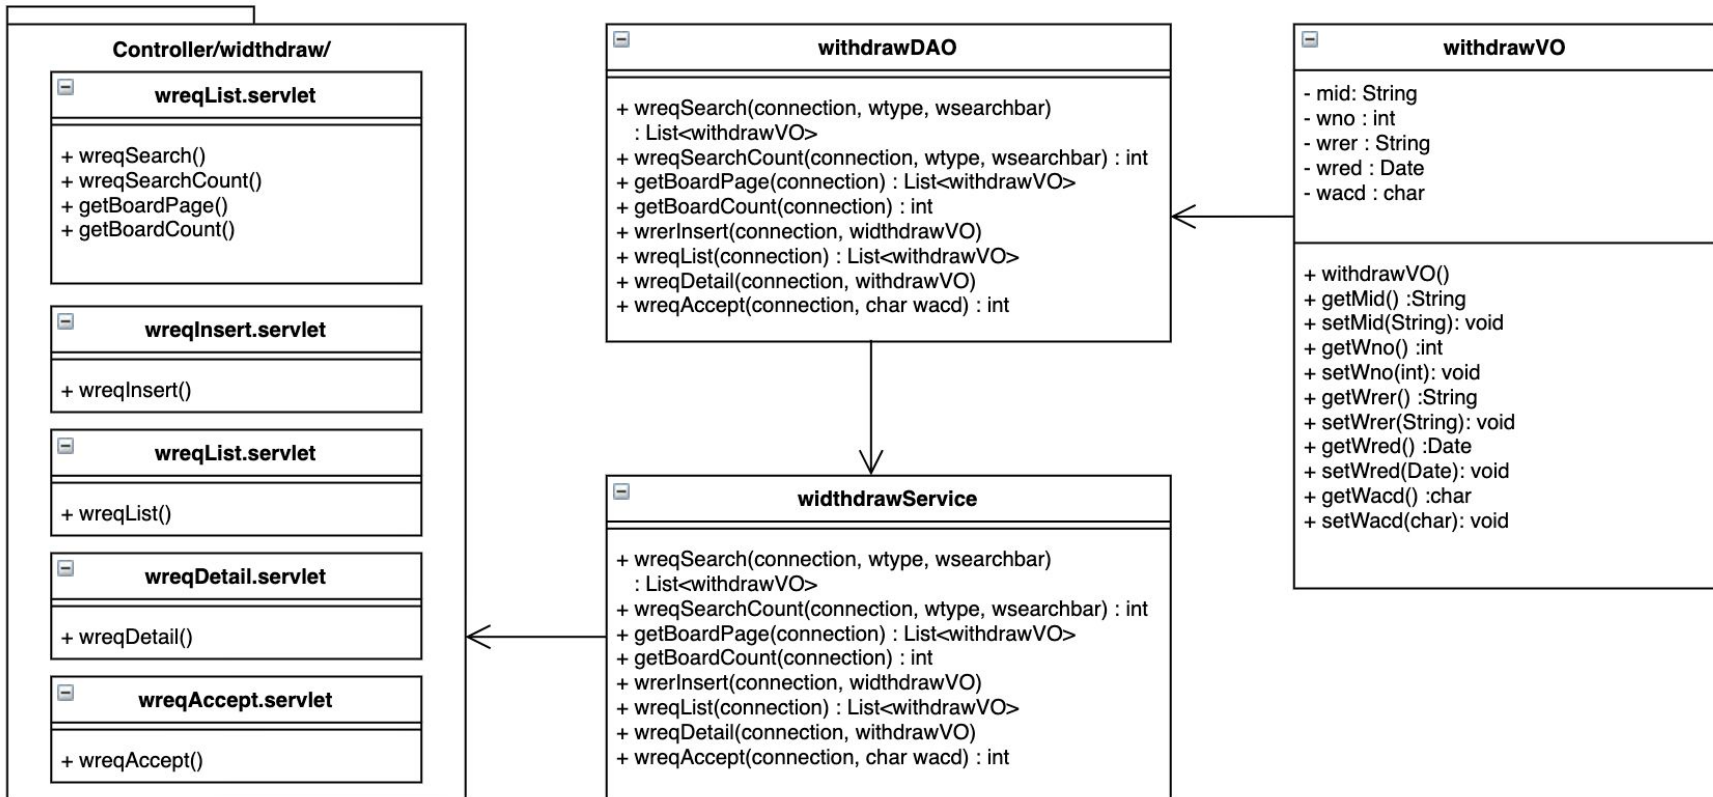 Controller/widthdraw/
wreqList.servlet
+ wreqSearch()
+ wreqSearchCount()
+ getBoardPage()
+ getBoardCount()
wreqInsert.servlet
+ wreqInsert()
wreqList.servlet
+ wreqList()
wreqDetail.servlet
+ wreqDetail()
wreqAccept.servlet
+ wreqAccept()
withdrawDAO
+ wreqSearch(connection, wtype, wsearchbar)
: List<withdrawVO>
+ wreqSearchCount(connection, wtype, wsearchbar) : int
+ getBoardPage(connection) : List<withdrawVO>
+ getBoardCount(connection) : int
+ wrerInsert(connection, widthdrawVO)
+ wreqList(connection) : List<withdrawVO>
+ wreqDetail(connection, withdrawVO)
+ wreqAccept(connection, char wacd) : int
widthdrawService
+ wreqSearch(connection, wtype, wsearchbar)
: List<withdrawVO>
+ wreqSearchCount(connection, wtype, wsearchbar) : int
+ getBoardPage(connection) : List<withdrawVO>
+ getBoardCount(connection) : int
+ wrerInsert(connection, widthdrawVO)
+ wreqList(connection) : List<withdrawVO>
+ wreqDetail(connection, withdrawVO)
+ wreqAccept(connection, char wacd) : int
withdrawVO
- mid: String
- wno : int
- wrer : String
- wred : Date
- wacd : char
+ withdrawVO()
+ getMid() :String
+ setMid(String): void
+ getWno() :int
+ setWno(int): void
+ getWrer() :String
+ setWrer(String): void
+ getWred() :Date
+ setWred(Date): void
+ getWacd() :char
+ setWacd(char): void